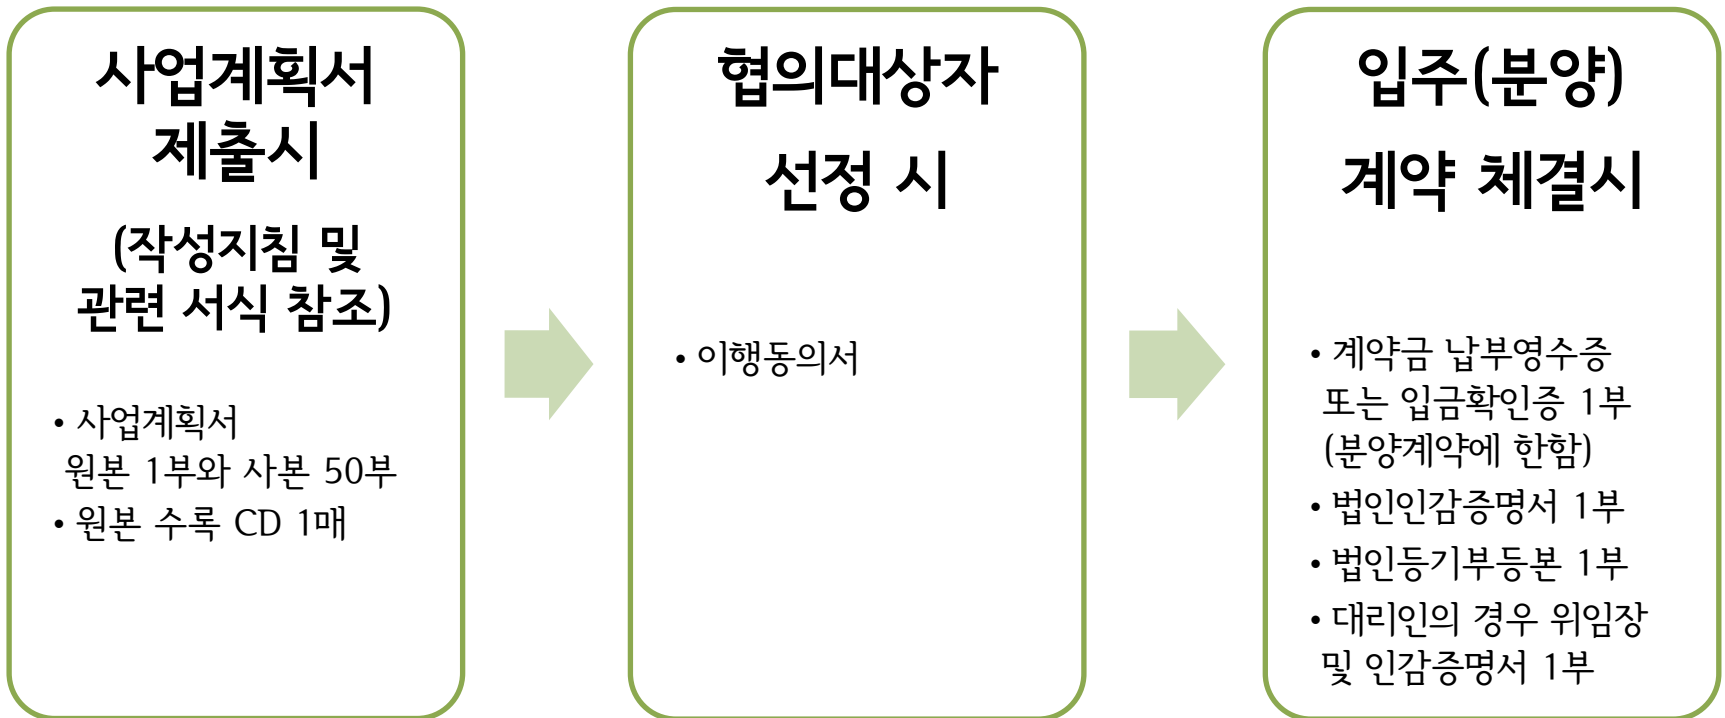 사업계획서
제출시
(작성지침 및
관련 서식 참조)
• 사업계획서
원본 1부와 사본 50부
• 원본 수록 CD 1매
협의대상자
선정 시
• 이행동의서
입주(분양)
계약 체결시
• 계약금 납부영수증
또는 입금확인증 1부
(분양계약에 한함)
• 법인인감증명서 1부
• 법인등기부등본 1부
• 대리인의 경우 위임장
및 인감증명서 1부